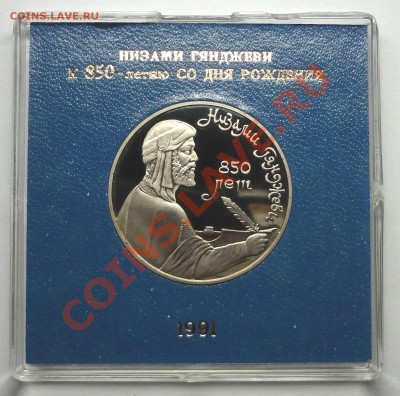 COINS.LAVE.RU
НИЗАМИ ГЯНДЖЕВИ
К 850-летию СО ДНЯ РОЖДЕНИЯ
Низами Гянджеви
850
лет
1991
COINS.LAVE.RU